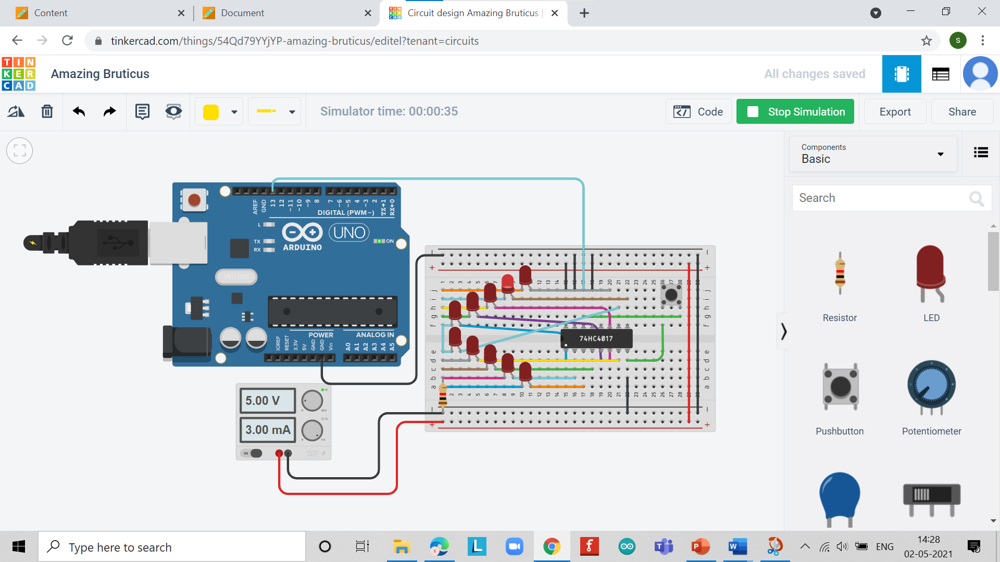 Content
Document
Circuit design Amazing Bruticus |
tinkercad.com/things/54Qd79YYjYP-amazing-bruticus/editel?tenant=circuits
S
TIN
KER
CAD
Amazing Bruticus
All changes saved
Simulator time: 00:00:35
Code
Stop Simulation
Export
Share
Components
Basic
Search
Resistor
LED
Pushbutton
Potentiometer
AREF
GND
13
12
~11
~10
~9
8
7
~6
~5
4
~3
2
TX→1
RX←0
DIGITAL (PWM~)
L
TX
RX
UNO
ARDUINO
ON
POWER
ANALOG IN
IOREF
RESET
3.3V
5V
GND
GND
Vin
A0
A1
A2
A3
A4
A5
74HC4017
j
i
h
g
f
e
d
c
b
a
5.00 V
3.00 mA
ON
VOLTAGE
SUPPLY
Type here to search
ENG
14:28
02-05-2021